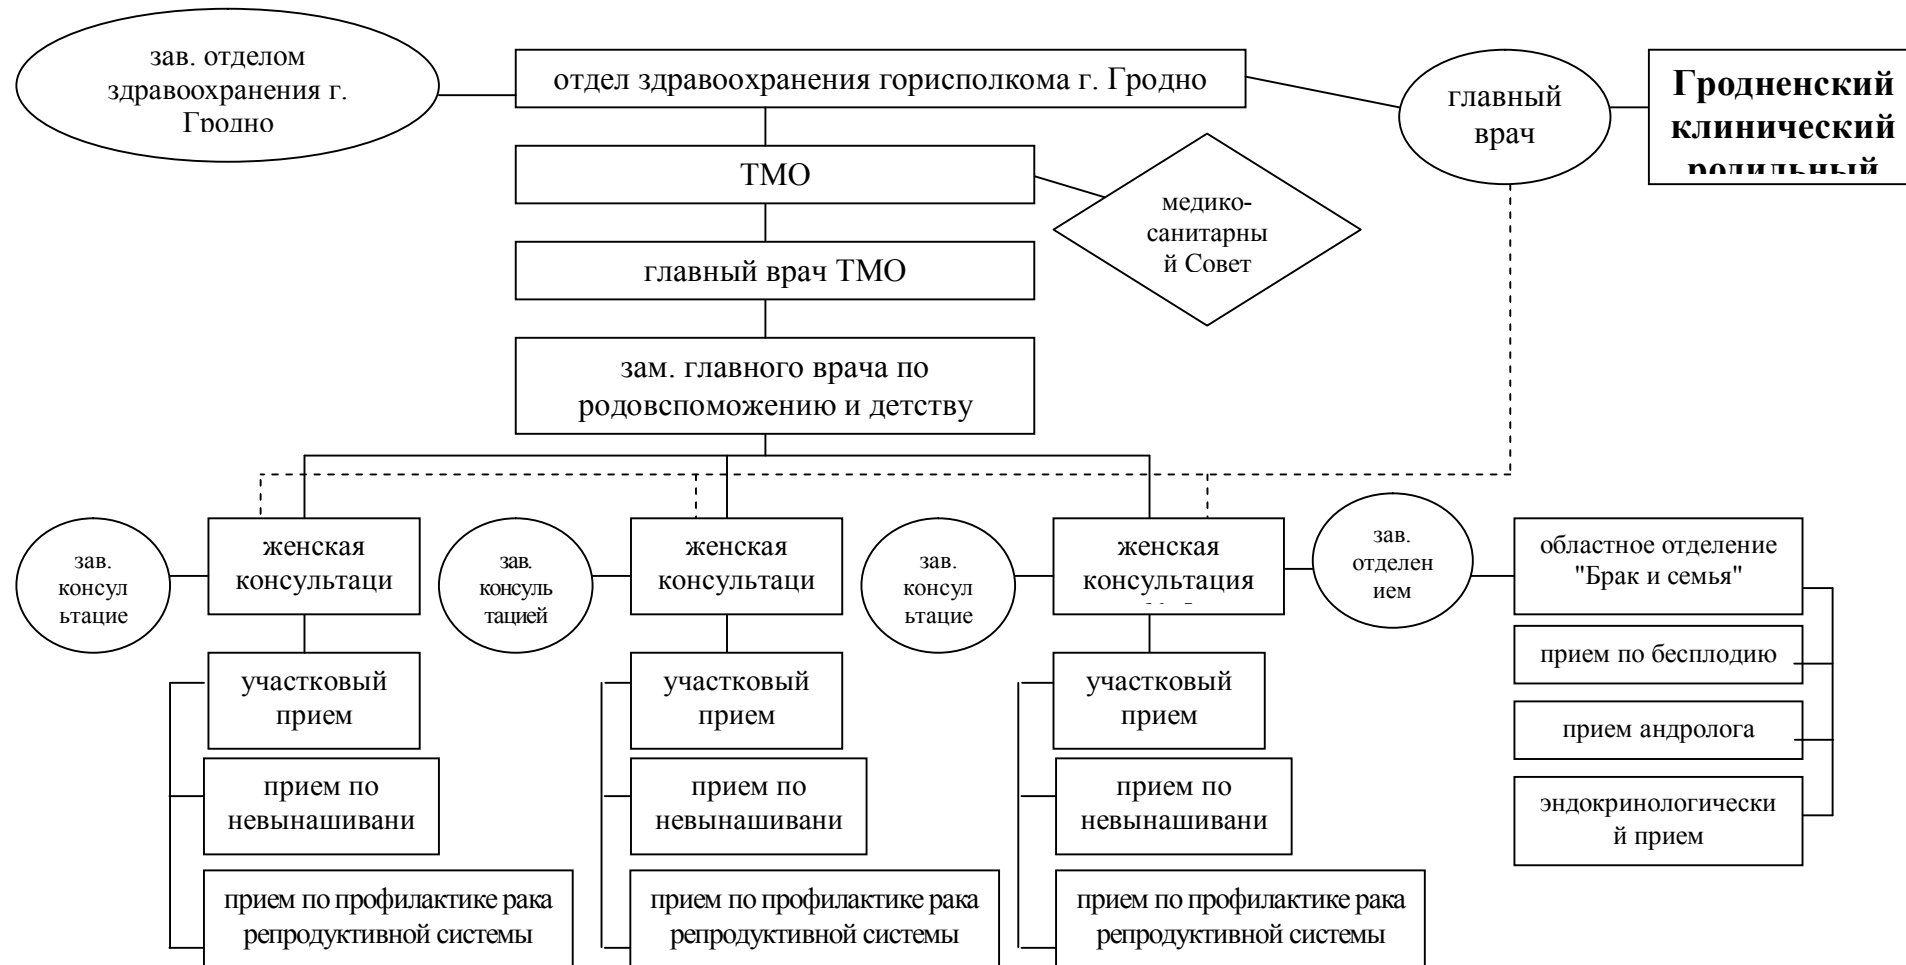 зав. отделом
здравоохранения г.
Гродно
отдел здравоохранения горисполкома г. Гродно
главный
врач
Гродненский
клинический
родильный
ТМО
медико-
санитарны
й Совет
главный врач ТМО
зам. главного врача по
родовспоможению и детству
зав.
консул
ьтацие
женская
консультаци
зав.
консуль
тацией
женская
консультаци
зав.
консул
ьтацие
женская
консультация
зав.
отделен
ием
областное отделение
"Брак и семья"
участковый
прием
участковый
прием
участковый
прием
прием по бесплодию
прием андролога
прием по
невынашивани
прием по
невынашивани
прием по
невынашивани
эндокринологически
й прием
прием по профилактике рака
репродуктивной системы
прием по профилактике рака
репродуктивной системы
прием по профилактике рака
репродуктивной системы